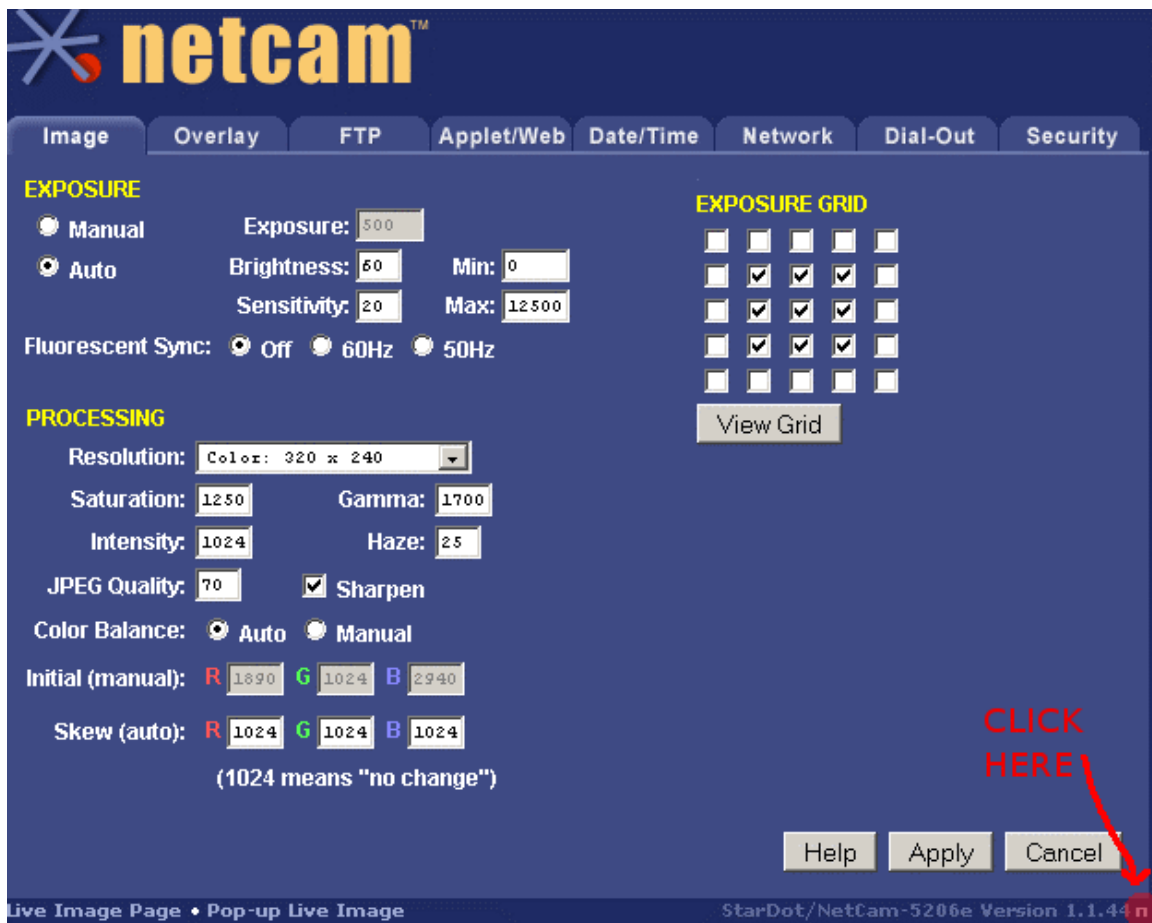 netcam™
Image Overlay FTP Applet/Web Date/Time Network Dial-Out Security
EXPOSURE
Manual Exposure: 500
Auto Brightness: 60 Min: 0
Sensitivity: 20 Max: 12500
Fluorescent Sync: Off 60Hz 50Hz
EXPOSURE GRID
View Grid
PROCESSING
Resolution: Color: 320 x 240
Saturation: 1250 Gamma: 1700
Intensity: 1024 Haze: 25
JPEG Quality: 70 Sharpen
Color Balance: Auto Manual
Initial (manual): R 1890 G 1024 B 2940
Skew (auto): R 1024 G 1024 B 1024
(1024 means "no change")
CLICK
HERE
Help Apply Cancel
Live Image Page • Pop-up Live Image StarDot/NetCam-5206e Version 1.1.44 n